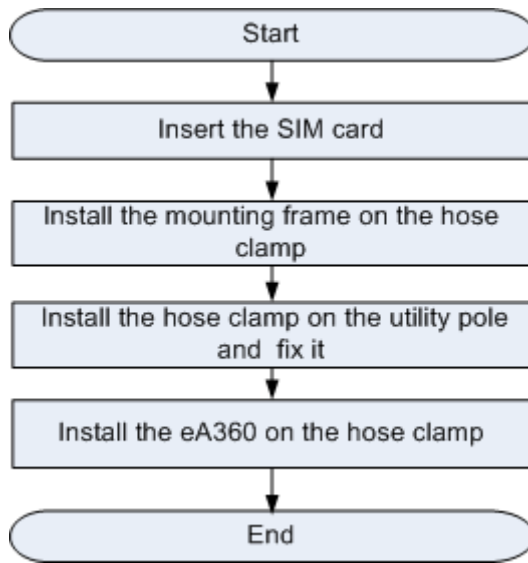 Start
Insert the SIM card
Install the mounting frame on the hose
clamp
Install the hose clamp on the utility pole
and fix it
Install the eA360 on the hose clamp
End